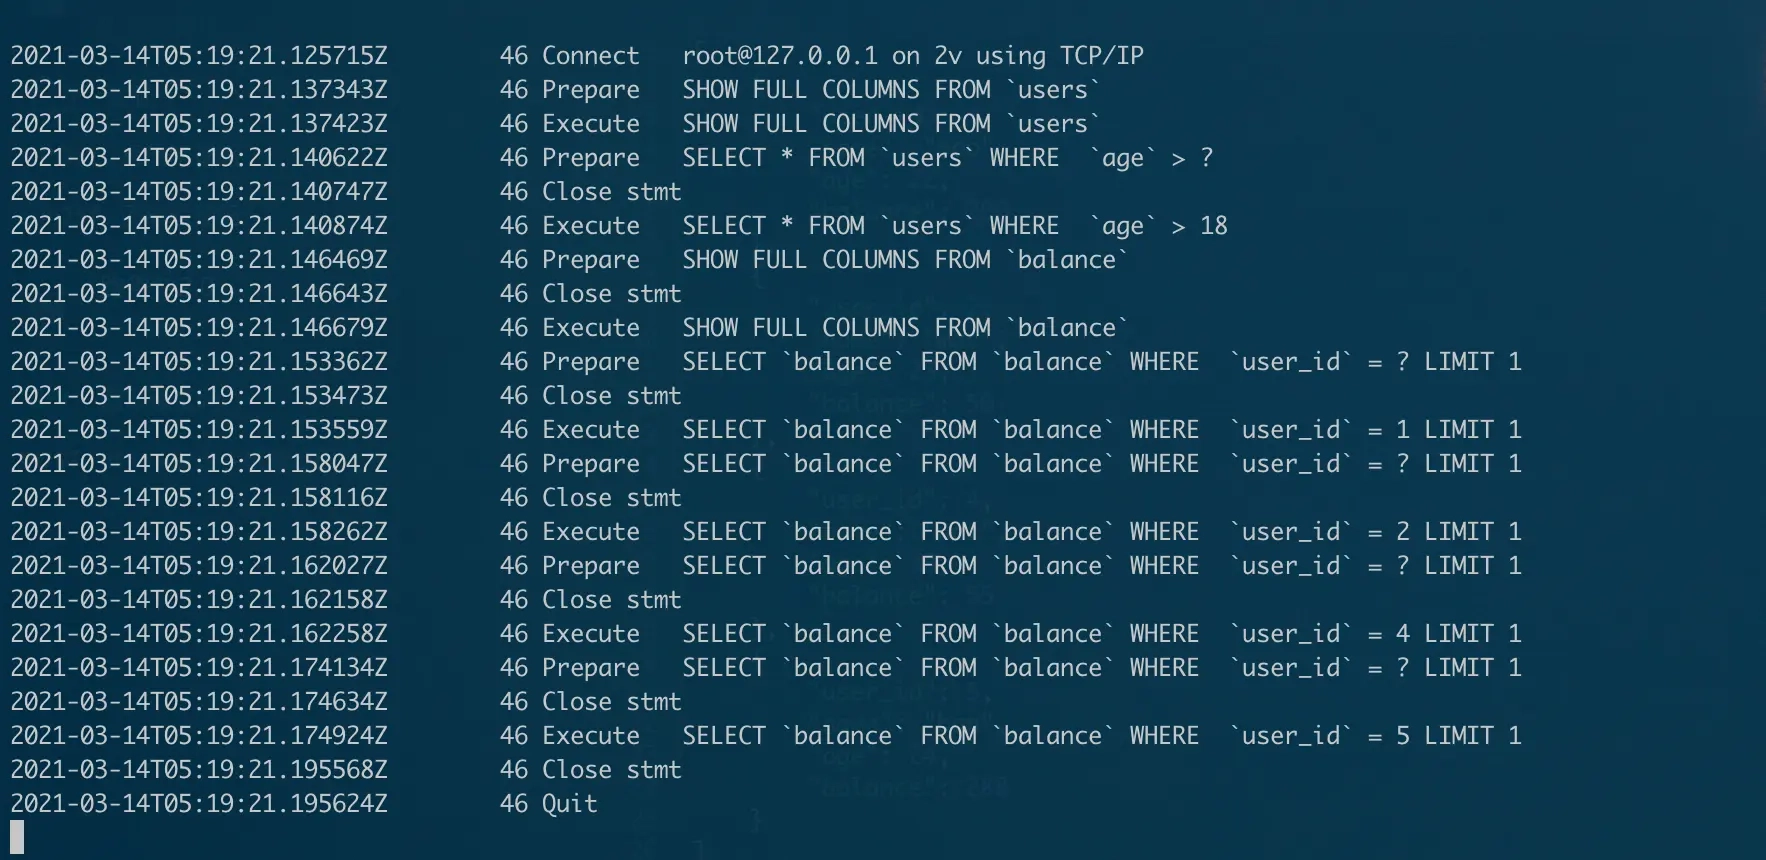 2021-03-14T05:19:21.125715Z 46 Connect root@127.0.0.1 on 2v using TCP/IP
2021-03-14T05:19:21.137343Z 46 Prepare SHOW FULL COLUMNS FROM `users`
2021-03-14T05:19:21.137423Z 46 Execute SHOW FULL COLUMNS FROM `users`
2021-03-14T05:19:21.140622Z 46 Prepare SELECT * FROM `users` WHERE  `age` > ?
2021-03-14T05:19:21.140747Z 46 Close stmt
2021-03-14T05:19:21.140874Z 46 Execute SELECT * FROM `users` WHERE  `age` > 18
2021-03-14T05:19:21.146469Z 46 Prepare SHOW FULL COLUMNS FROM `balance`
2021-03-14T05:19:21.146643Z 46 Close stmt
2021-03-14T05:19:21.146679Z 46 Execute SHOW FULL COLUMNS FROM `balance`
2021-03-14T05:19:21.153362Z 46 Prepare SELECT `balance` FROM `balance` WHERE  `user_id` = ? LIMIT 1
2021-03-14T05:19:21.153473Z 46 Close stmt
2021-03-14T05:19:21.153559Z 46 Execute SELECT `balance` FROM `balance` WHERE  `user_id` = 1 LIMIT 1
2021-03-14T05:19:21.158047Z 46 Prepare SELECT `balance` FROM `balance` WHERE  `user_id` = ? LIMIT 1
2021-03-14T05:19:21.158116Z 46 Close stmt
2021-03-14T05:19:21.158262Z 46 Execute SELECT `balance` FROM `balance` WHERE  `user_id` = 2 LIMIT 1
2021-03-14T05:19:21.162027Z 46 Prepare SELECT `balance` FROM `balance` WHERE  `user_id` = ? LIMIT 1
2021-03-14T05:19:21.162158Z 46 Close stmt
2021-03-14T05:19:21.162258Z 46 Execute SELECT `balance` FROM `balance` WHERE  `user_id` = 4 LIMIT 1
2021-03-14T05:19:21.174134Z 46 Prepare SELECT `balance` FROM `balance` WHERE  `user_id` = ? LIMIT 1
2021-03-14T05:19:21.174634Z 46 Close stmt
2021-03-14T05:19:21.174924Z 46 Execute SELECT `balance` FROM `balance` WHERE  `user_id` = 5 LIMIT 1
2021-03-14T05:19:21.195568Z 46 Close stmt
2021-03-14T05:19:21.195624Z 46 Quit